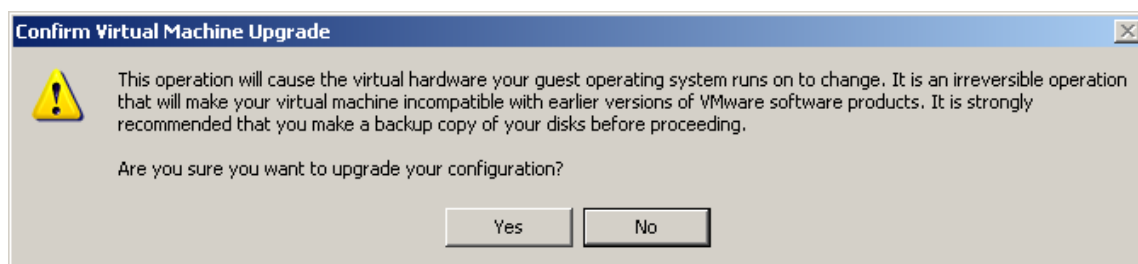 Confirm Virtual Machine Upgrade
This operation will cause the virtual hardware your guest operating system runs on to change. It is an irreversible operation
that will make your virtual machine incompatible with earlier versions of VMware software products. It is strongly
recommended that you make a backup copy of your disks before proceeding.
Are you sure you want to upgrade your configuration?
Yes
No